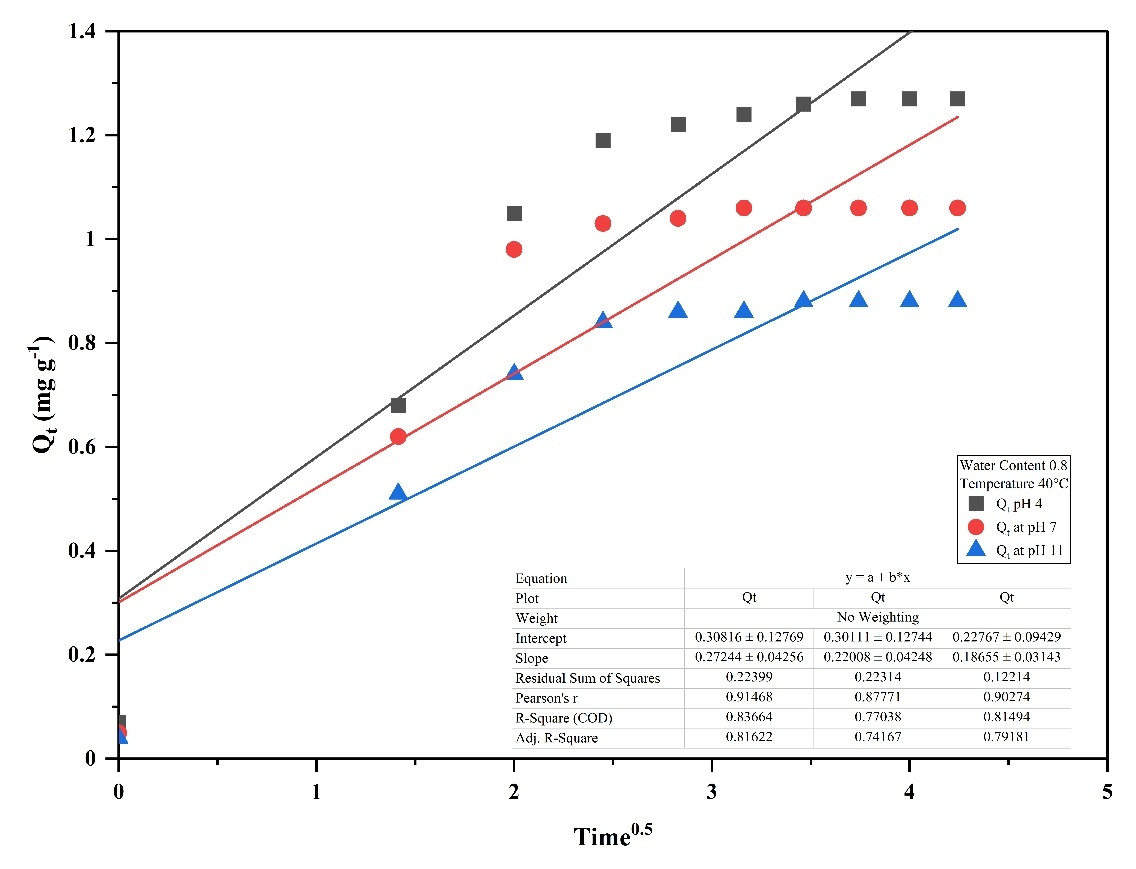 1.4
1.2
1
0.8
0.6
0.4
0.2
0
Qt (mg g-1)
0 1 2 3 4 5
Time0.5
Water Content 0.8
Temperature 40°C
Qt pH 4
Qt at pH 7
Qt at pH 11
Equation y = a + b*x
Plot Qt Qt Qt
Weight No Weighting
Intercept 0.30816 ± 0.12769 0.30111 ± 0.12744 0.22767 ± 0.09429
Slope 0.27244 ± 0.04256 0.22008 ± 0.04248 0.18655 ± 0.03143
Residual Sum of Squares 0.22399 0.22314 0.12214
Pearson's r 0.91468 0.87771 0.90274
R-Square (COD) 0.83664 0.77038 0.81494
Adj. R-Square 0.81622 0.74167 0.79181